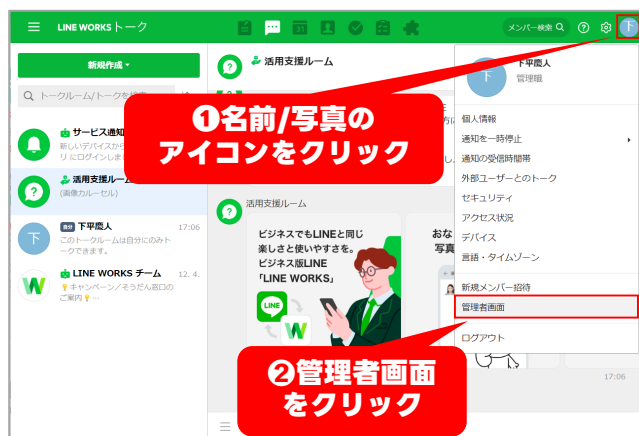 LINE WORKS トーク
メンバー検索
下
新規作成
下平慶人
管理職
活用支援ルーム
トークルーム/トークを
❶名前/写真の
アイコンをクリック
サービス通知
新しいデバイスから
リ にログインしま
活用支援ルーム
(画像カルーセル)
下
自分 下平慶人 17:06
このトークルームは自分にのみト
ークできます。
LINE WORKS チーム 12. 4.
キャンペーン／そうだん窓口の
ご案内 …
活用支援ルーム
ビジネスでもLINEと同じ
楽しさと使いやすさを。
ビジネス版LINE
「LINE WORKS」
LINE
W
おな
写真
個人情報
通知を一時停止
通知の受信時間帯
外部ユーザーとのトーク
セキュリティ
アクセス状況
デバイス
言語・タイムゾーン
新規メンバー招待
管理者画面
ログアウト
❷管理者画面
をクリック
17:06